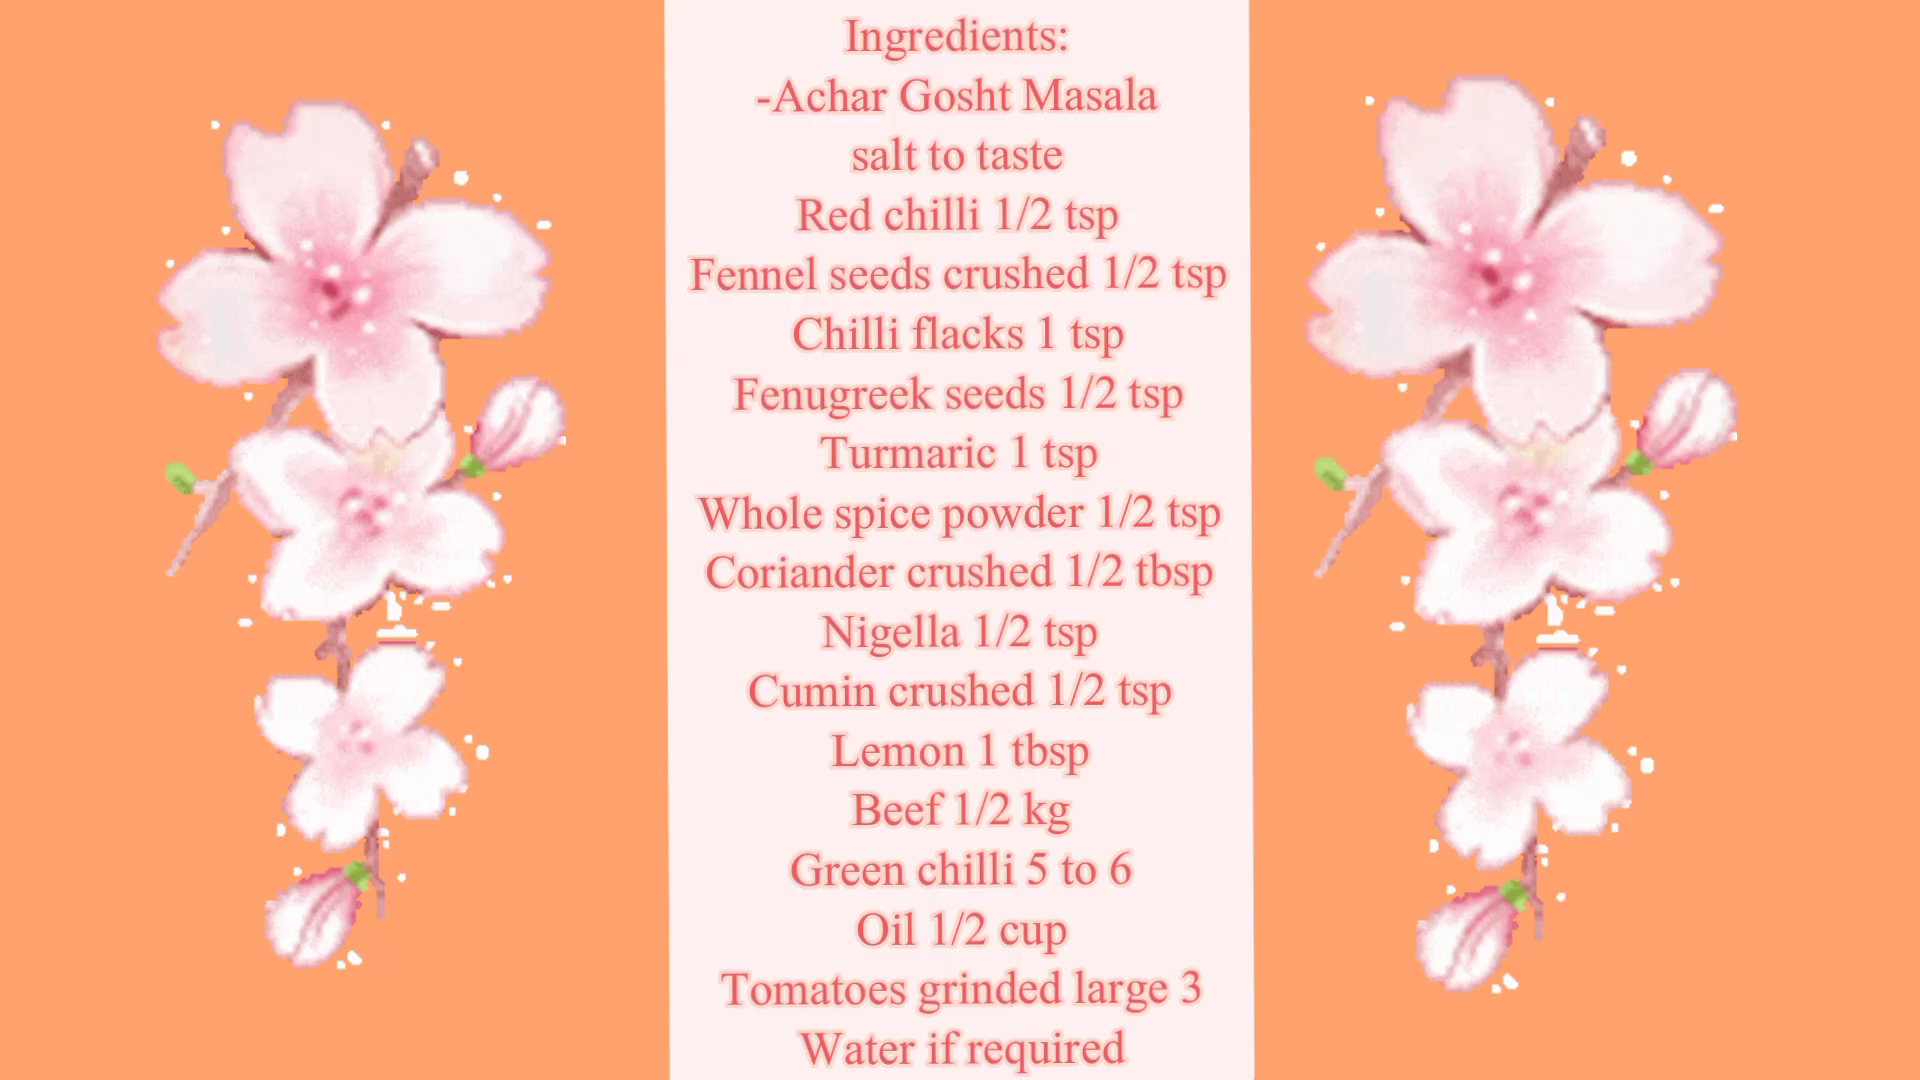 Ingredients:
-Achar Gosht Masala
salt to taste
Red chilli 1/2 tsp
Fennel seeds crushed 1/2 tsp
Chilli flacks 1 tsp
Fenugreek seeds 1/2 tsp
Turmaric 1 tsp
Whole spice powder 1/2 tsp
Coriander crushed 1/2 tbsp
Nigella 1/2 tsp
Cumin crushed 1/2 tsp
Lemon 1 tbsp
Beef 1/2 kg
Green chilli 5 to 6
Oil 1/2 cup
Tomatoes grinded large 3
Water if required